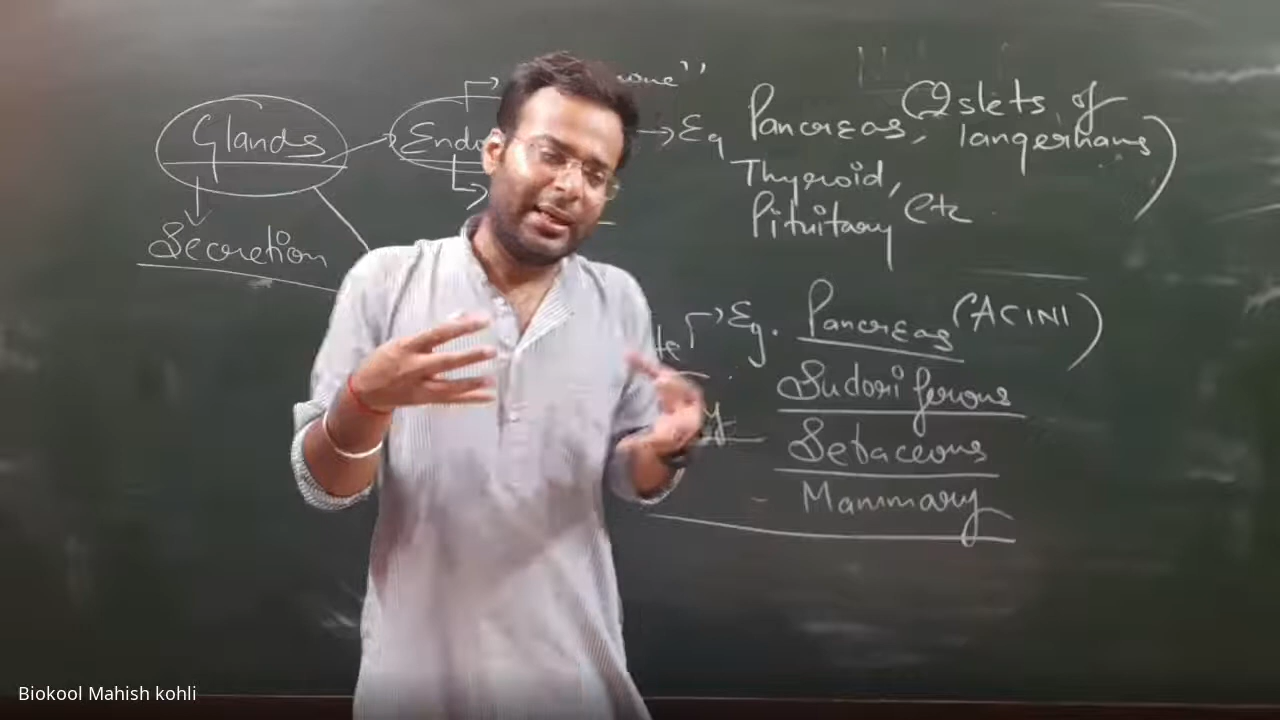 Glands
Secretion
Eg Pancreas, (Islets of
langerhans)
Thyroid,
Pituitary, etc
Eg. Pancreas (ACINI)
Sudoriferous
Sebaceous
Mammary
Biokool Mahish kohli